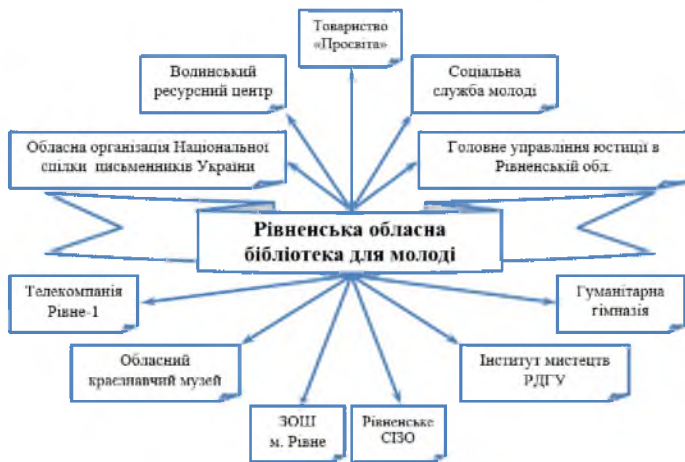 Товариство
«Просвіта»
Волинський
ресурсний центр
Соціальна
служба молоді
Обласна організація Національної
спілки письменників України
Головне управління юстиції в
Рівненській обл.
Рівненська обласна
бібліотека для молоді
Телекомпанія
Рівне-1
Гуманітарна
гімназія
Обласний
краєзнавчий музей
Інститут мистецтв
РДГУ
ЗОШ
м. Рівне
Рівненське
СІЗО